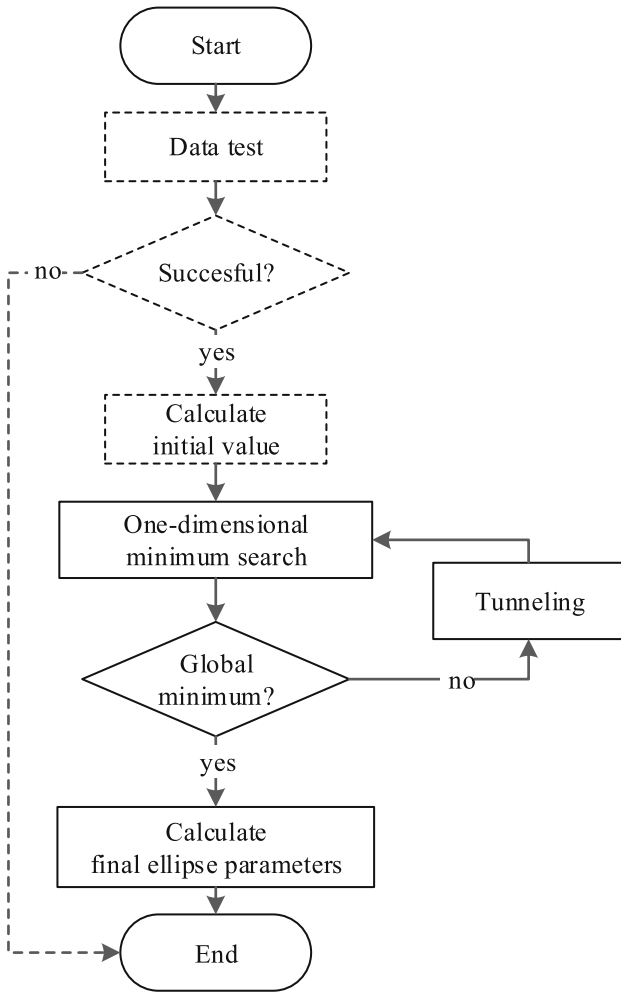 Start
Data test
no
Succesful?
yes
Calculate
initial value
One-dimensional
minimum search
Tunneling
Global
minimum?
no
yes
Calculate
final ellipse parameters
End